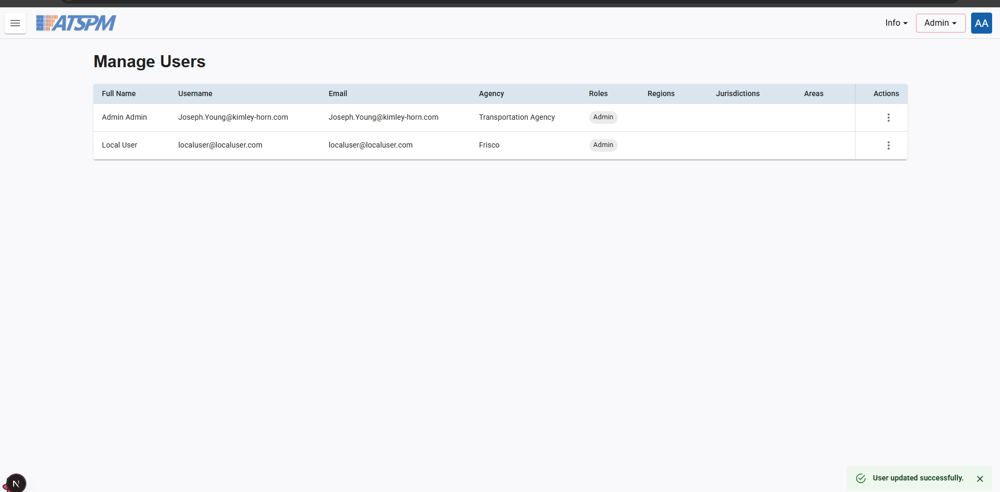 ATSPM
Info
Admin
AA
Manage Users
Full Name Username Email Agency Roles Regions Jurisdictions Areas Actions
Admin Admin Joseph.Young@kimley-horn.com Joseph.Young@kimley-horn.com Transportation Agency Admin
Local User localuser@localuser.com localuser@localuser.com Frisco Admin
N
User updated successfully.